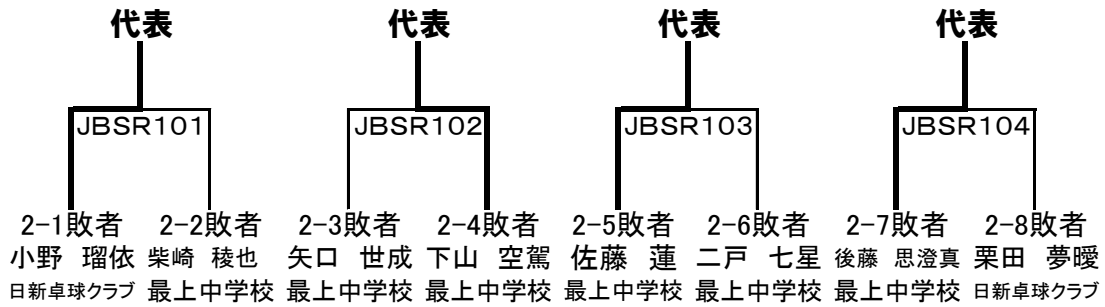 代表 代表 代表 代表
JBSR101 JBSR102 JBSR103 JBSR104
2-1敗者 2-2敗者 2-3敗者 2-4敗者 2-5敗者 2-6敗者 2-7敗者 2-8敗者
小野 瑠依 柴崎 稜也 矢口 世成 下山 空駕 佐藤 蓮 二戸 七星 後藤 思澄真 栗田 夢曖
日新卓球クラブ 最上中学校 最上中学校 最上中学校 最上中学校 最上中学校 最上中学校 日新卓球クラブ